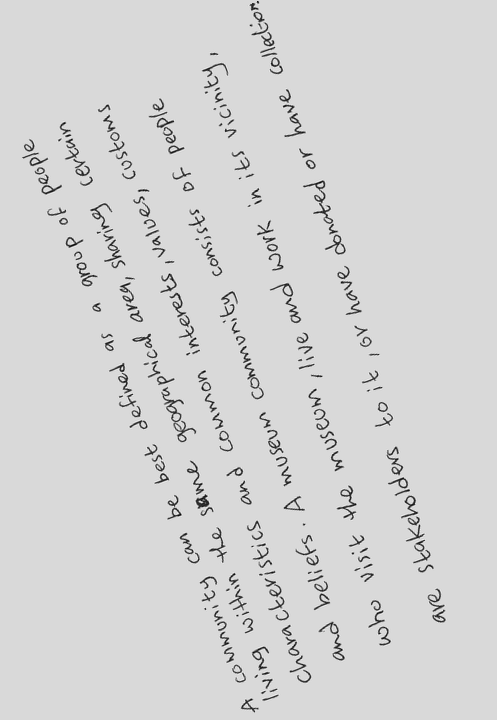 A community can be best defined as a group of people
living within the same geographical area, sharing certain
characteristics and common interests, values, customs
and beliefs. A museum community consists of people
who visit the museum, live and work in its vicinity,
are stakeholders to it, or have donated or have collection.